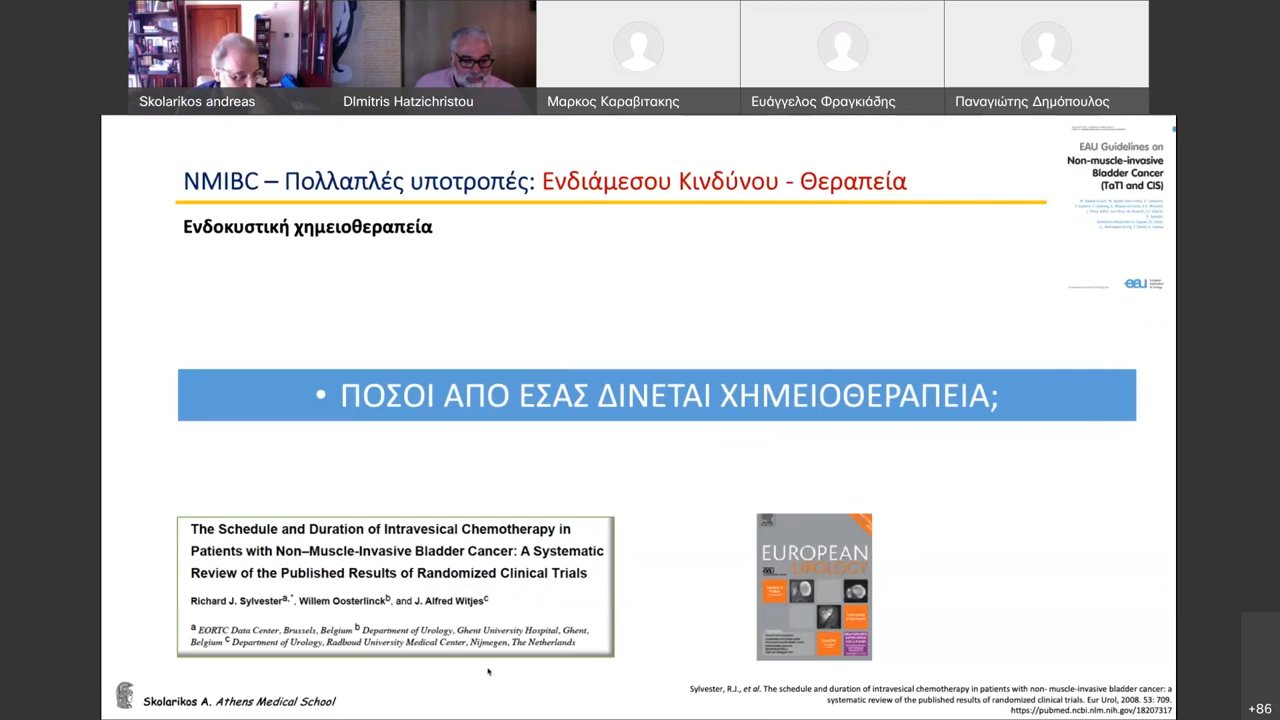 Skolarikos andreas
DImitris Hatzichristou
Μαρκος Καραβιτακης
Ευάγγελος Φραγκιάδης
Παναγιώτης Δημόπουλος
EAU Guidelines on
Non-muscle-invasive
Bladder Cancer
(TaT1 and CIS)
NMIBC – Πολλαπλές υποτροπές: Ενδιάμεσου Κινδύνου - Θεραπεία
Ενδοκυστική χημειοθεραπεία
eau European Association of Urology
• ΠΟΣΟΙ ΑΠΟ ΕΣΑΣ ΔΙΝΕΤΑΙ ΧΗΜΕΙΟΘΕΡΑΠΕΙΑ;
The Schedule and Duration of Intravesical Chemotherapy in
Patients with Non–Muscle-Invasive Bladder Cancer: A Systematic
Review of the Published Results of Randomized Clinical Trials
Richard J. Sylvester a,*, Willem Oosterlinck b, and J. Alfred Witjes c
a EORTC Data Center, Brussels, Belgium b Department of Urology, Ghent University Hospital, Ghent,
Belgium c Department of Urology, Radboud University Medical Center, Nijmegen, The Netherlands
EUROPEAN
UROLOGY
Skolarikos A. Athens Medical School
Sylvester, R.J., et al. The schedule and duration of intravesical chemotherapy in patients with non- muscle-invasive bladder cancer: a
systematic review of the published results of randomized clinical trials. Eur Urol, 2008. 53: 709.
https://pubmed.ncbi.nlm.nih.gov/18207317
+86